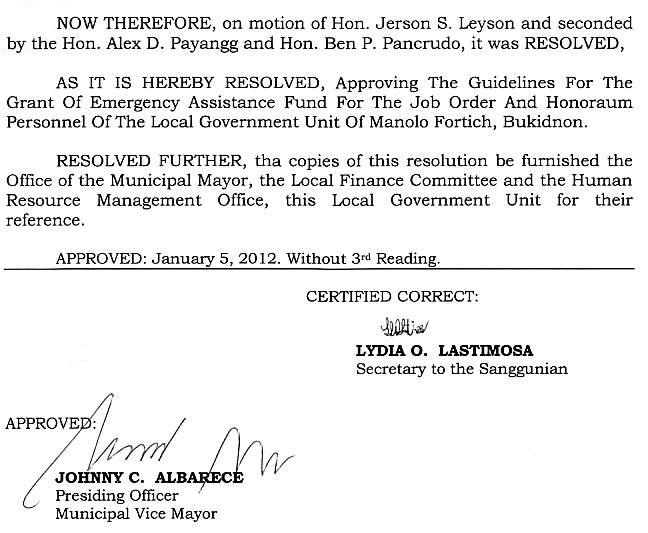 NOW THEREFORE, on motion of Hon. Jerson S. Leyson and seconded
by the Hon. Alex D. Payangg and Hon. Ben P. Pancrudo, it was RESOLVED,
AS IT IS HEREBY RESOLVED, Approving The Guidelines For The
Grant Of Emergency Assistance Fund For The Job Order And Honoraum
Personnel Of The Local Government Unit Of Manolo Fortich, Bukidnon.
RESOLVED FURTHER, tha copies of this resolution be furnished the
Office of the Municipal Mayor, the Local Finance Committee and the Human
Resource Management Office, this Local Government Unit for their
reference.
APPROVED: January 5, 2012. Without 3rd Reading.
CERTIFIED CORRECT:
LYDIA O. LASTIMOSA
Secretary to the Sanggunian
APPROVED:
JOHNNY C. ALBARECE
Presiding Officer
Municipal Vice Mayor